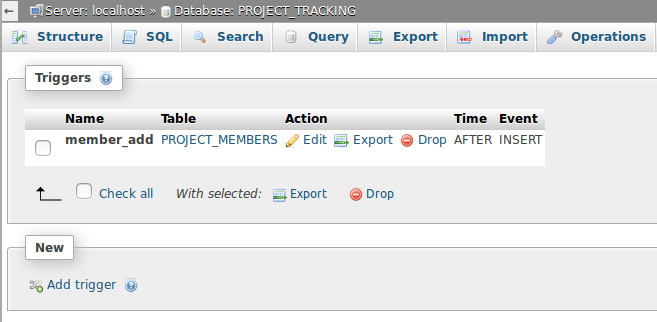 ← Server: localhost » Database: PROJECT_TRACKING
Structure SQL Search Query Export Import Operations
Triggers
Name Table Action Time Event
member_add PROJECT_MEMBERS Edit Export Drop AFTER INSERT
Check all With selected: Export Drop
New
Add trigger